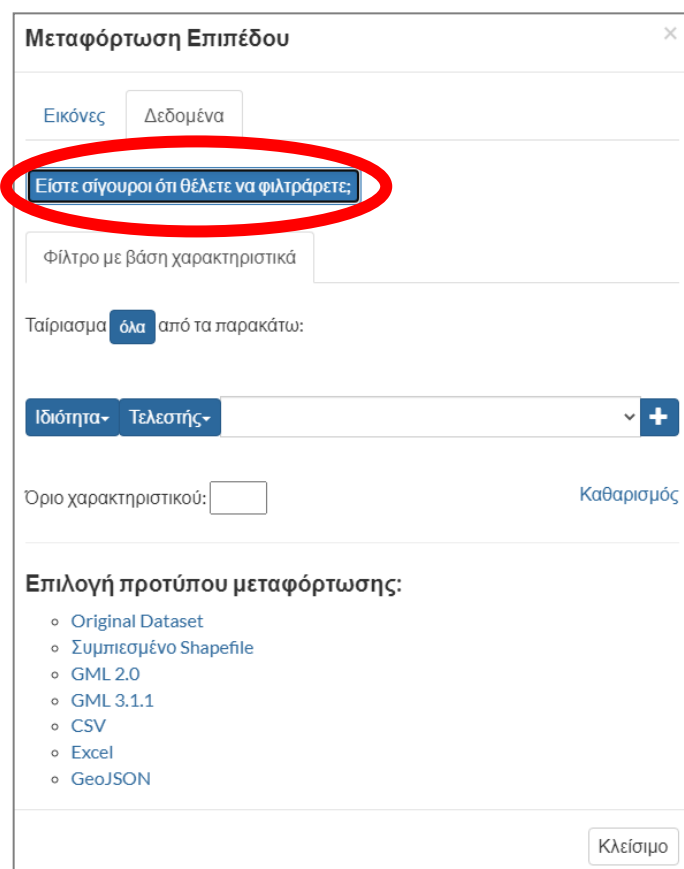 Μεταφόρτωση Επιπέδου ×
Εικόνες Δεδομένα
Είστε σίγουροι ότι θέλετε να φιλτράρετε;
Φίλτρο με βάση χαρακτηριστικά
Ταίριασμα όλα από τα παρακάτω:
Ιδιότητα Τελεστής +
Όριο χαρακτηριστικού: Καθαρισμός
Επιλογή προτύπου μεταφόρτωσης:
Original Dataset
Συμπιεσμένο Shapefile
GML 2.0
GML 3.1.1
CSV
Excel
GeoJSON
Κλείσιμο